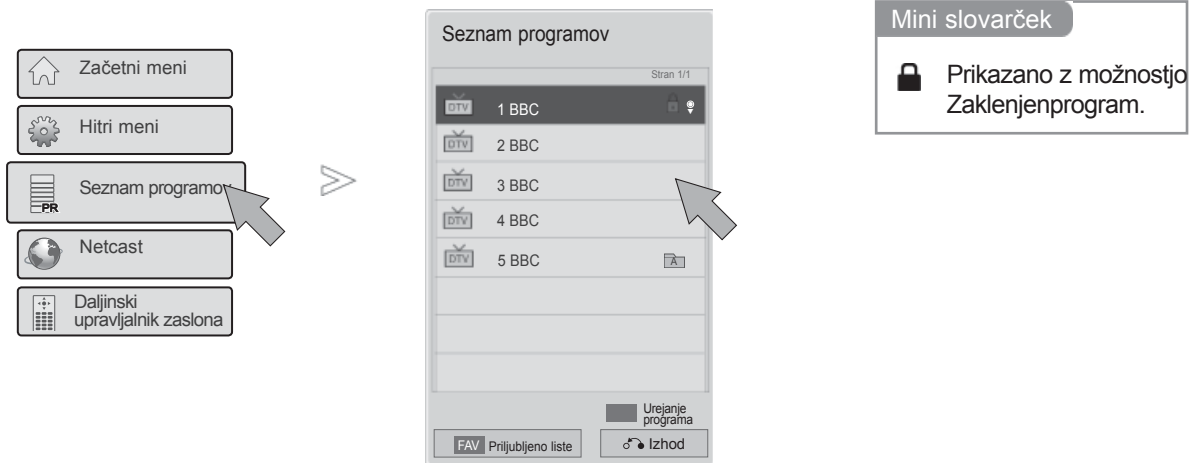 Začetni meni
Hitri meni
PR
Seznam programov
Netcast
Daljinski
upravljalnik zaslona
Seznam programov
Stran 1/1
DTV 1 BBC
DTV 2 BBC
DTV 3 BBC
DTV 4 BBC
DTV 5 BBC A
Urejanje
programa
FAV Priljubljeno liste
Izhod
Mini slovarček
Prikazano z možnostjo
Zaklenjenprogram.